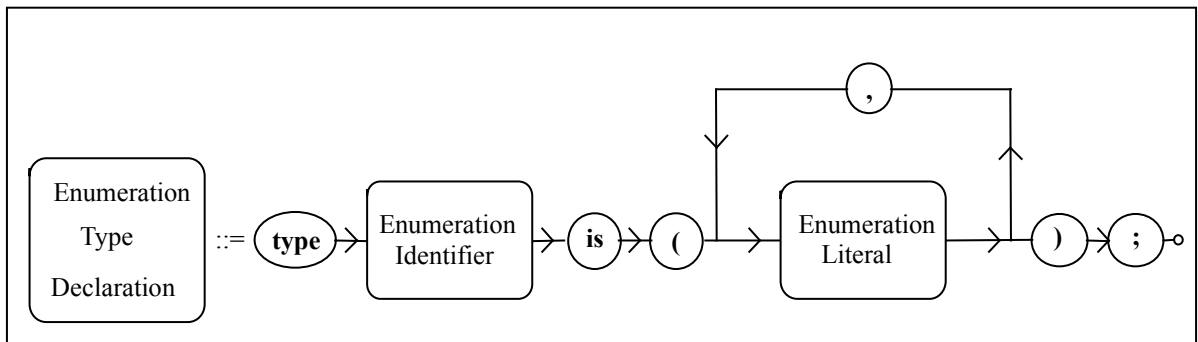 ,
Enumeration
Type
Declaration
::= type Enumeration
Identifier is ( Enumeration
Literal ) ;